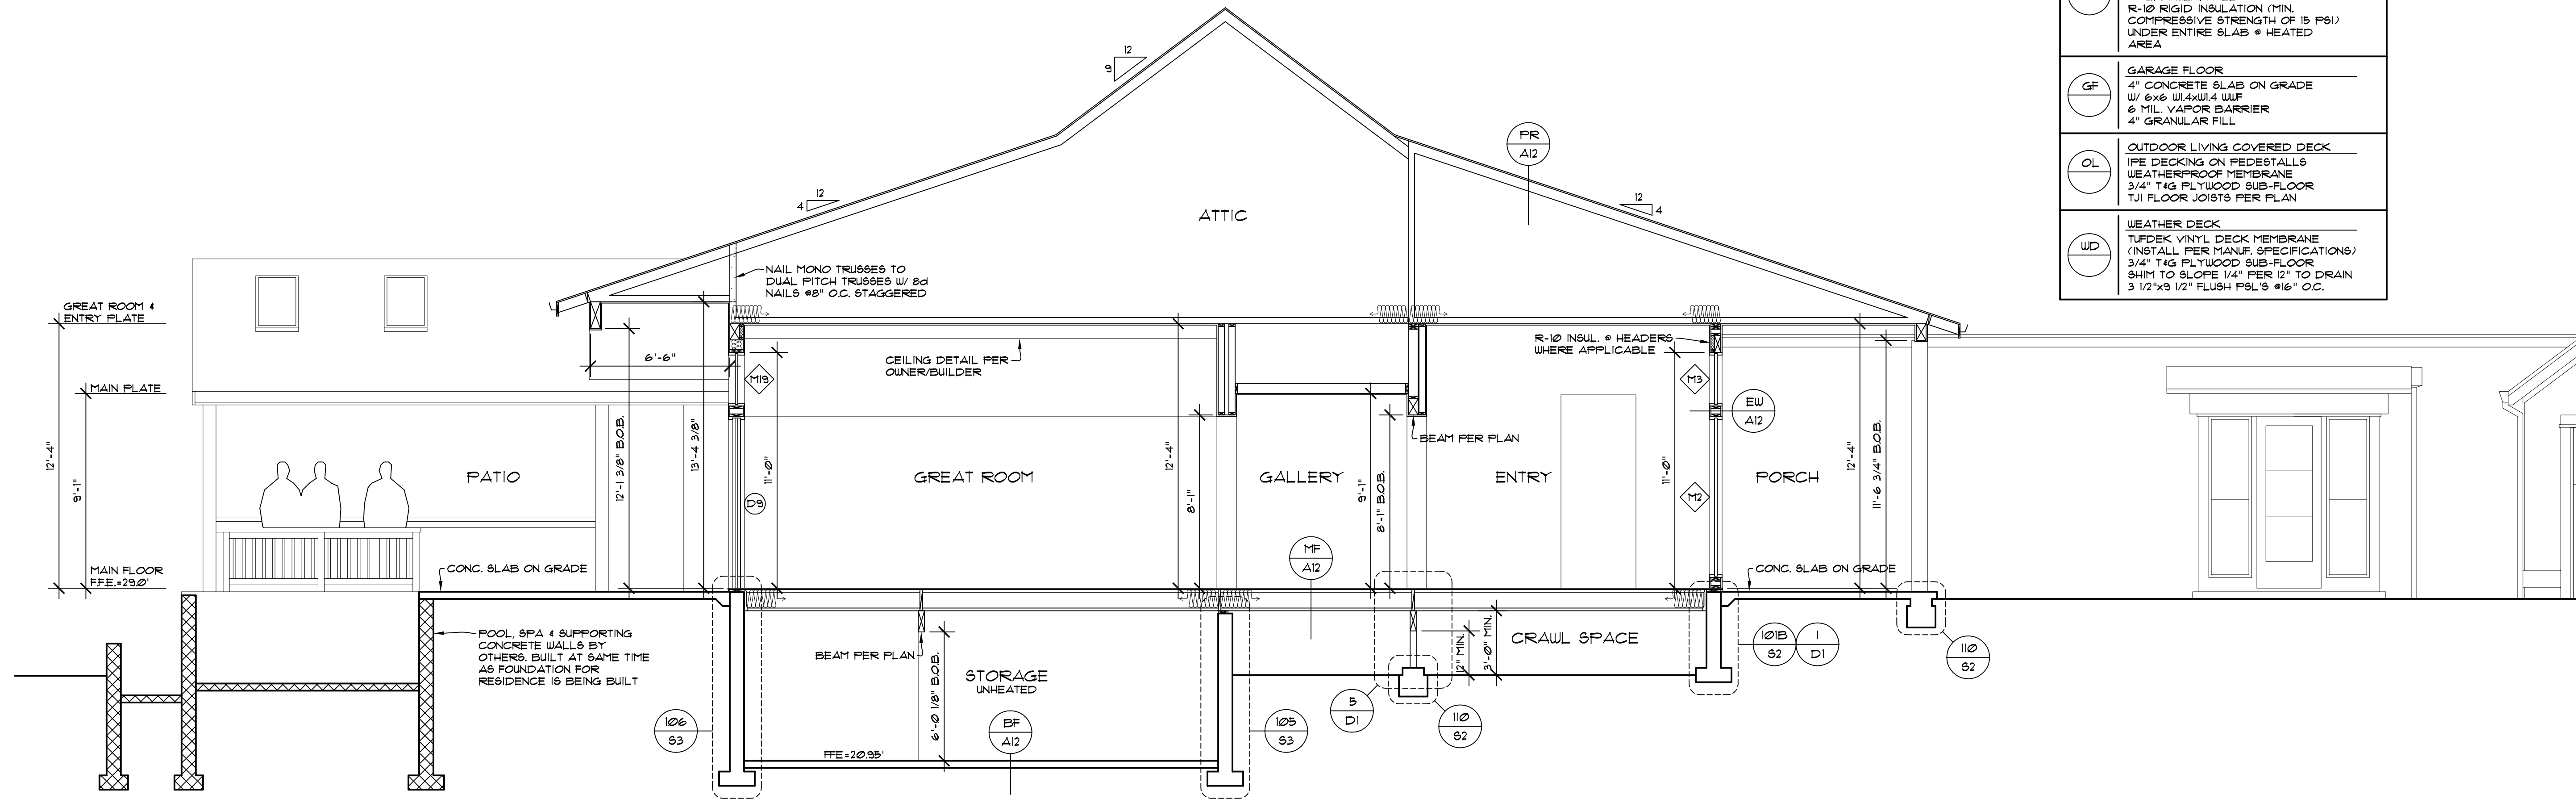 R-10 RIGID INSULATION (MIN.
COMPRESSIVE STRENGTH OF 15 PSI)
UNDER ENTIRE SLAB @ HEATED
AREA
GF
GARAGE FLOOR
4" CONCRETE SLAB ON GRADE
W/ 6x6 W1.4xW1.4 WWF
6 MIL. VAPOR BARRIER
4" GRANULAR FILL
OL
OUTDOOR LIVING COVERED DECK
IPE DECKING ON PEDESTALLS
WEATHERPROOF MEMBRANE
3/4" T&G PLYWOOD SUB-FLOOR
TJI FLOOR JOISTS PER PLAN
WD
WEATHER DECK
TUFDEK VINYL DECK MEMBRANE
(INSTALL PER MANUF. SPECIFICATIONS)
3/4" T&G PLYWOOD SUB-FLOOR
SHIM TO SLOPE 1/4" PER 12" TO DRAIN
3 1/2"x9 1/2" FLUSH PSL'S @16" O.C.
12
9
12
4
12
4
PR
A12
ATTIC
NAIL MONO TRUSSES TO
DUAL PITCH TRUSSES W/ 8d
NAILS @8" O.C. STAGGERED
GREAT ROOM &
ENTRY PLATE
MAIN PLATE
12'-4"
9'-1"
MAIN FLOOR
F.F.E.=29.0'
6'-6"
12'-1 3/8" B.O.B.
13'-4 3/8"
11'-0"
M19
D9
CEILING DETAIL PER
OWNER/BUILDER
12'-4"
8'-1"
9'-1"
8'-1" B.O.B.
BEAM PER PLAN
R-10 INSUL. @ HEADERS
WHERE APPLICABLE
11'-0"
M3
M2
EW
A12
12'-4"
11'-6 3/4" B.O.B.
PATIO
GREAT ROOM
GALLERY
ENTRY
PORCH
MF
A12
CONC. SLAB ON GRADE
CONC. SLAB ON GRADE
POOL, SPA & SUPPORTING
CONCRETE WALLS BY
OTHERS. BUILT AT SAME TIME
AS FOUNDATION FOR
RESIDENCE IS BEING BUILT
BEAM PER PLAN
6'-0 1/8" B.O.B.
STORAGE
UNHEATED
12" MIN.
3'-0" MIN.
CRAWL SPACE
101B
S2
1
D1
110
S2
5
D1
110
S2
106
S3
105
S3
BF
A12
FFE=20.95'